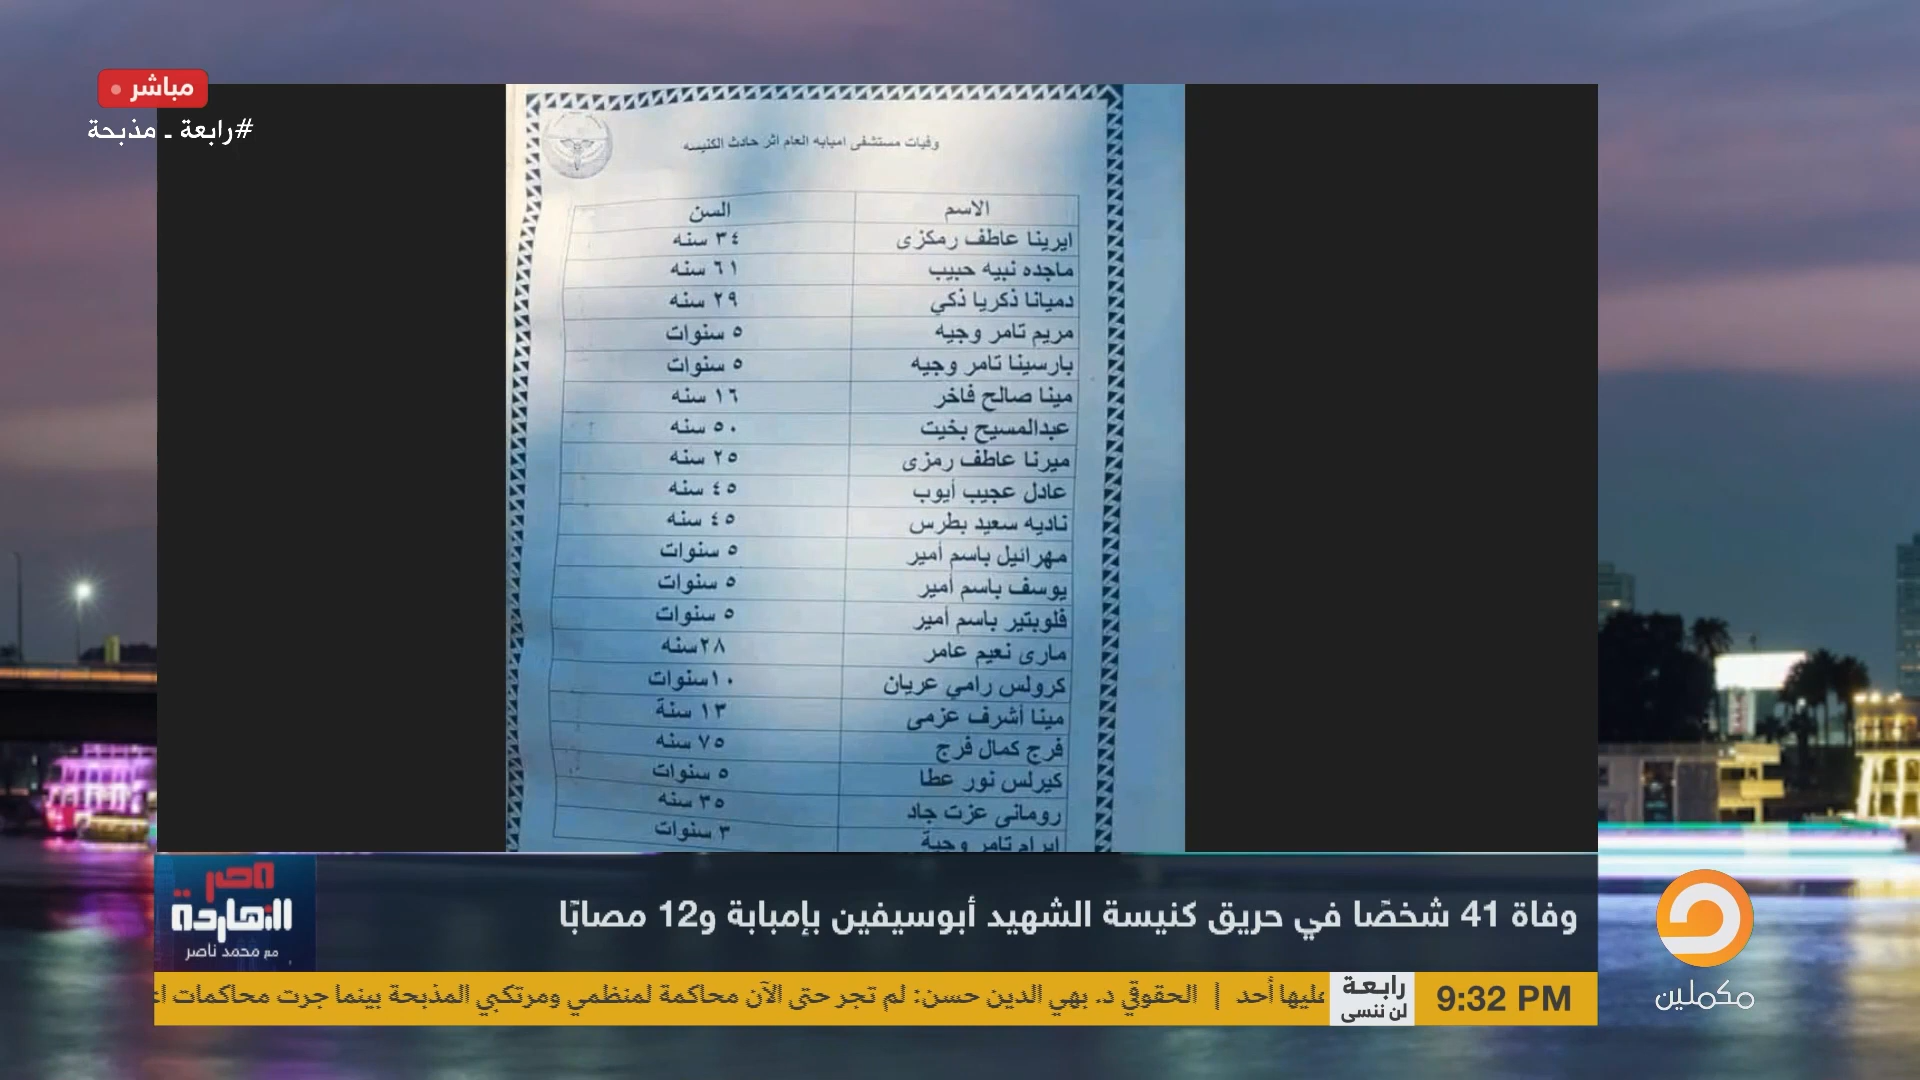 مباشر
#رابعة ـ مذبحة
وفيات مستشفى امبابه العام اثر حادث الكنيسه
الاسم السن
ايرينا عاطف رمكزى ٣٤ سنه
ماجده نبيه حبيب ٦١ سنه
دميانا ذكريا ذكي ٢٩ سنه
مريم تامر وجيه ٥ سنوات
بارسينا تامر وجيه ٥ سنوات
مينا صالح فاخر ١٦ سنه
عبدالمسيح بخيت ٥٠ سنه
ميرنا عاطف رمزى ٢٥ سنه
عادل عجيب أيوب ٤٥ سنه
ناديه سعيد بطرس ٤٥ سنه
مهرائيل باسم أمير ٥ سنوات
يوسف باسم أمير ٥ سنوات
فلوبتير باسم أمير ٥ سنوات
مارى نعيم عامر ٢٨سنه
كرولس رامي عريان ١٠سنوات
مينا أشرف عزمى ١٣ سنة
فرج كمال فرج ٧٥ سنه
كيرلس نور عطا ٥ سنوات
رومانى عزت جاد ٣٥ سنه
ابرام تامر وجية ٣ سنوات
وفاة 41 شخصًا في حريق كنيسة الشهيد أبوسيفين بإمبابة و12 مصابًا
مصر
النهاردة
مع محمد ناصر
9:32 PM
رابعة
لن ننسى
عليها أحد | الحقوقي د. بهي الدين حسن: لم تجر حتى الآن محاكمة لمنظمي ومرتكبي المذبحة بينما جرت محاكمات
مكملين